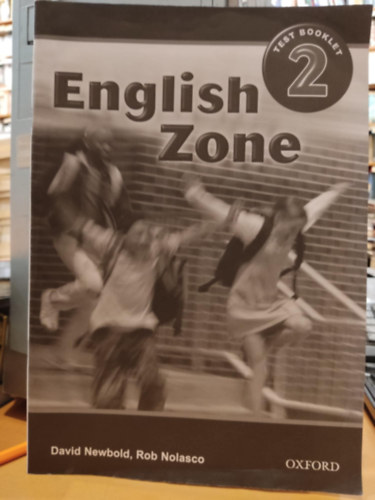 TEST BOOKLET
2
English
Zone
David Newbold, Rob Nolasco
OXFORD